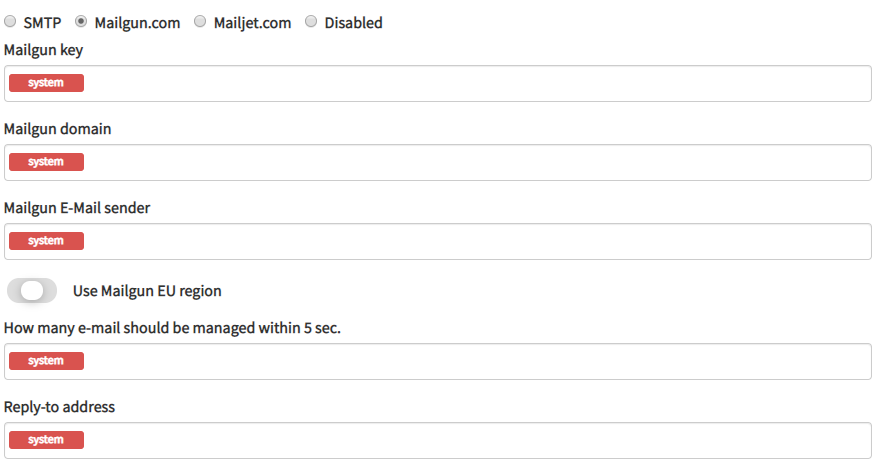 SMTP Mailgun.com Mailjet.com Disabled
Mailgun key
system
Mailgun domain
system
Mailgun E-Mail sender
system
Use Mailgun EU region
How many e-mail should be managed within 5 sec.
system
Reply-to address
system